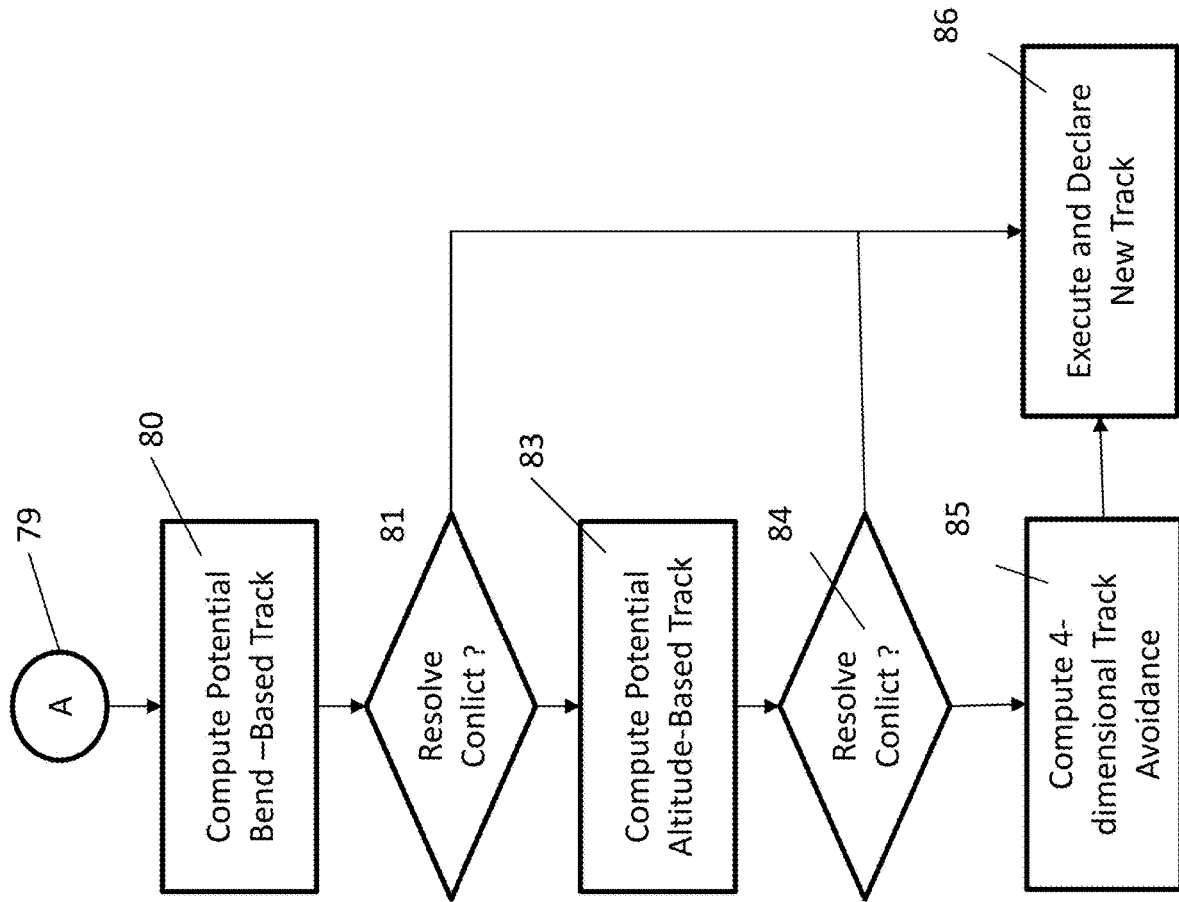 79
A
80
Compute Potential
Bend –Based Track
81
Resolve
Conlict ?
83
Compute Potential
Altitude-Based Track
84
Resolve
Conlict ?
85
Compute 4-
dimensional Track
Avoidance
86
Execute and Declare
New Track